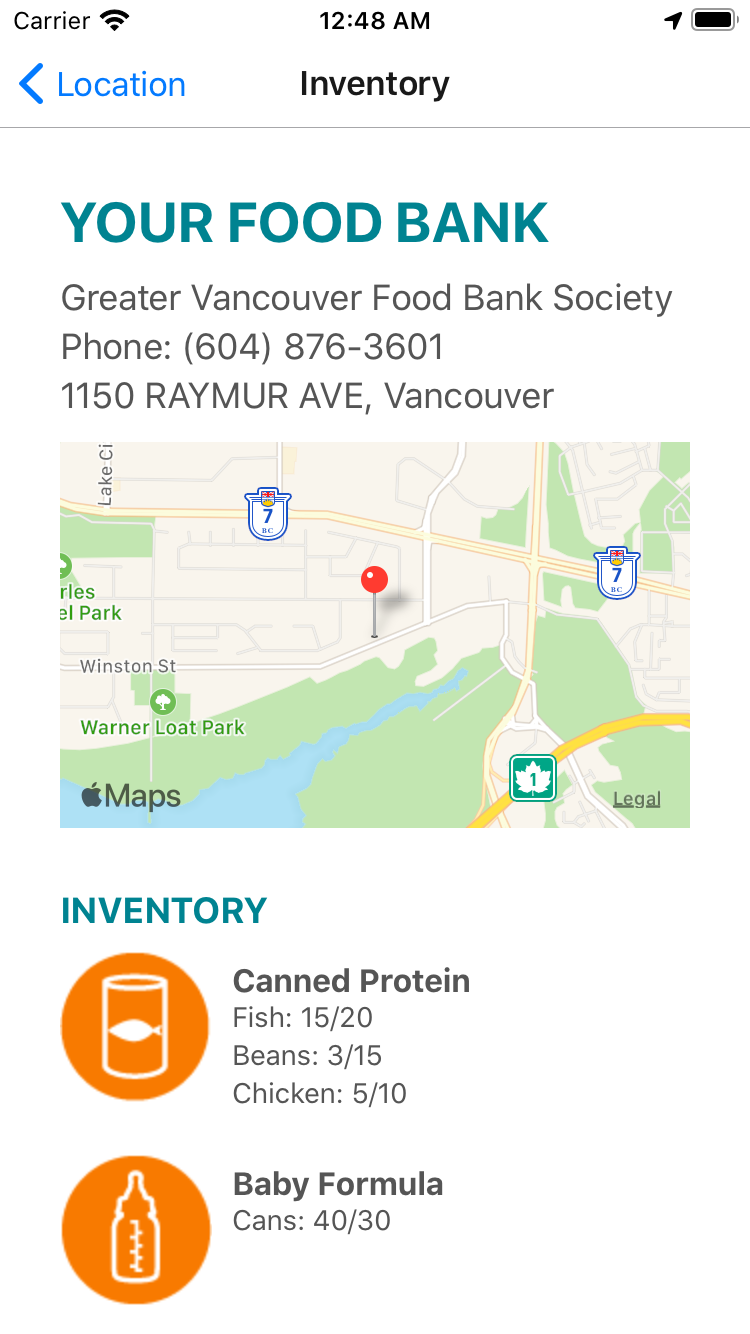 Carrier 12:48 AM
Location Inventory
YOUR FOOD BANK
Greater Vancouver Food Bank Society
Phone: (604) 876-3601
1150 RAYMUR AVE, Vancouver
Lake Ci
7
BC
7
BC
rles
el Park
Winston St
Warner Loat Park
1
Maps
Legal
INVENTORY
Canned Protein
Fish: 15/20
Beans: 3/15
Chicken: 5/10
Baby Formula
Cans: 40/30